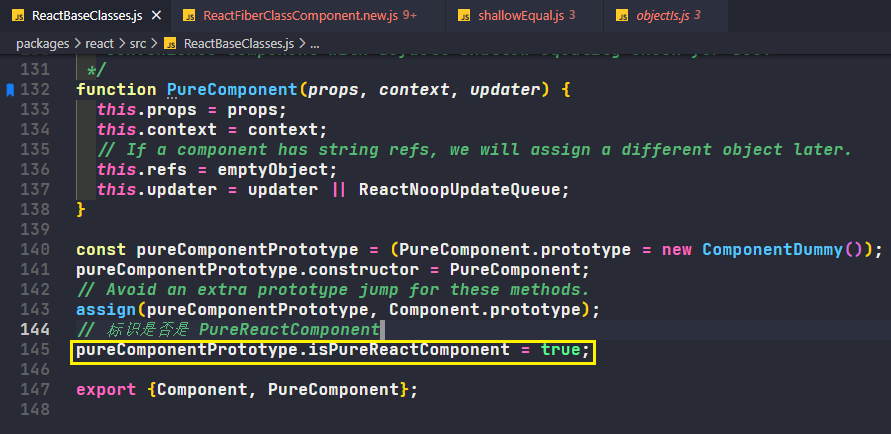 ReactBaseClasses.js × ReactFiberClassComponent.new.js 9+ shallowEqual.js 3 objectIs.js 3
packages > react > src > ReactBaseClasses.js > ...
131 */
132 function PureComponent(props, context, updater) {
133 this.props = props;
134 this.context = context;
135 // If a component has string refs, we will assign a different object later.
136 this.refs = emptyObject;
137 this.updater = updater || ReactNoopUpdateQueue;
138 }
139
140 const pureComponentPrototype = (PureComponent.prototype = new ComponentDummy());
141 pureComponentPrototype.constructor = PureComponent;
142 // Avoid an extra prototype jump for these methods.
143 assign(pureComponentPrototype, Component.prototype);
144 // 标识是否是 PureReactComponent
145 pureComponentPrototype.isPureReactComponent = true;
146
147 export {Component, PureComponent};
148